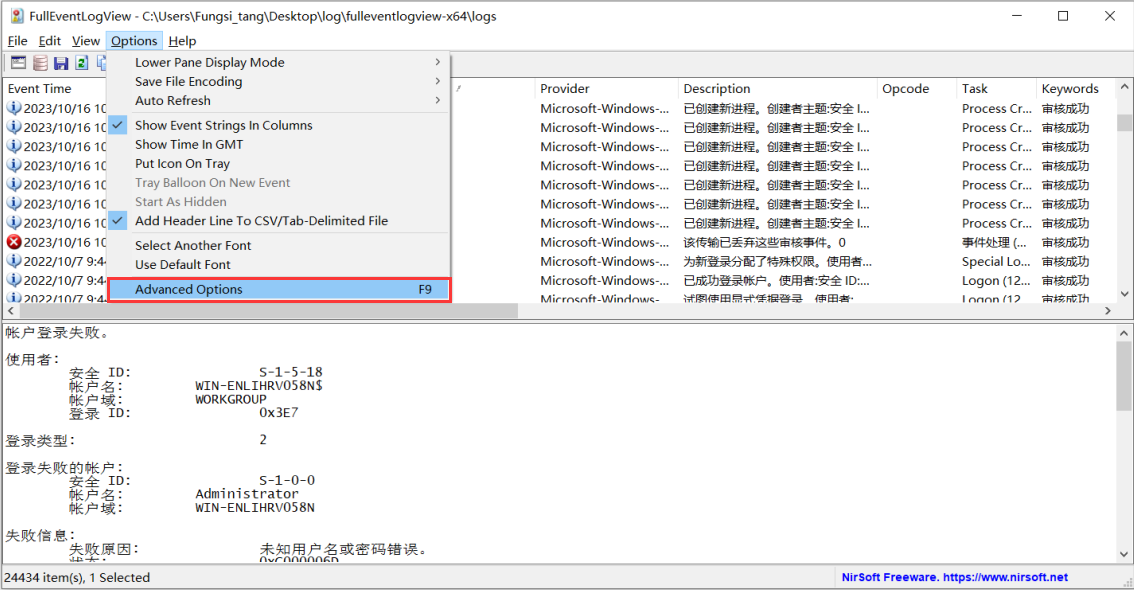 FullEventLogView - C:\Users\Fungsi_tang\Desktop\log\fulleventlogview-x64\logs
File Edit View Options Help
Lower Pane Display Mode
Save File Encoding
Auto Refresh
Show Event Strings In Columns
Show Time In GMT
Put Icon On Tray
Tray Balloon On New Event
Start As Hidden
Add Header Line To CSV/Tab-Delimited File
Select Another Font
Use Default Font
Advanced Options F9
Event Time Provider Description Opcode Task Keywords
2023/10/16 10 Microsoft-Windows-... 已创建新进程。创建者主题:安全 I... Process Cr... 审核成功
2023/10/16 10 Microsoft-Windows-... 已创建新进程。创建者主题:安全 I... Process Cr... 审核成功
2023/10/16 10 Microsoft-Windows-... 已创建新进程。创建者主题:安全 I... Process Cr... 审核成功
2023/10/16 10 Microsoft-Windows-... 已创建新进程。创建者主题:安全 I... Process Cr... 审核成功
2023/10/16 10 Microsoft-Windows-... 已创建新进程。创建者主题:安全 I... Process Cr... 审核成功
2023/10/16 10 Microsoft-Windows-... 已创建新进程。创建者主题:安全 I... Process Cr... 审核成功
2023/10/16 10 Microsoft-Windows-... 已创建新进程。创建者主题:安全 I... Process Cr... 审核成功
2023/10/16 10 Microsoft-Windows-... 该传输已丢弃这些审核事件。0 事件处理 (... 审核成功
2022/10/7 9:4 Microsoft-Windows-... 为新登录分配了特殊权限。使用者... Special Lo... 审核成功
2022/10/7 9:4 Microsoft-Windows-... 已成功登录帐户。使用者:安全 ID:... Logon (12... 审核成功
2022/10/7 9:4 Microsoft-Windows-... 试图使用显式凭据登录。使用者: Logon (12... 审核成功
帐户登录失败。
使用者:
安全 ID: S-1-5-18
帐户名: WIN-ENLIHRVO58N$
帐户域: WORKGROUP
登录 ID: 0x3E7
登录类型: 2
登录失败的帐户:
安全 ID: S-1-0-0
帐户名: Administrator
帐户域: WIN-ENLIHRVO58N
失败信息:
失败原因: 未知用户名或密码错误。
状态: 0xC000006D
24434 item(s), 1 Selected NirSoft Freeware. https://www.nirsoft.net